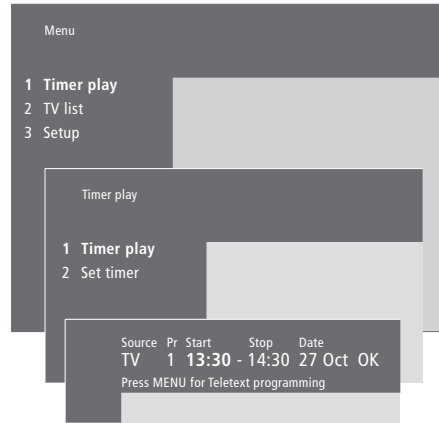 Menu
1 Timer play
2 TV list
3 Setup
Timer play
1 Timer play
2 Set timer
Source Pr Start Stop Date
TV 1 13:30 - 14:30 27 Oct OK
Press MENU for Teletext programming